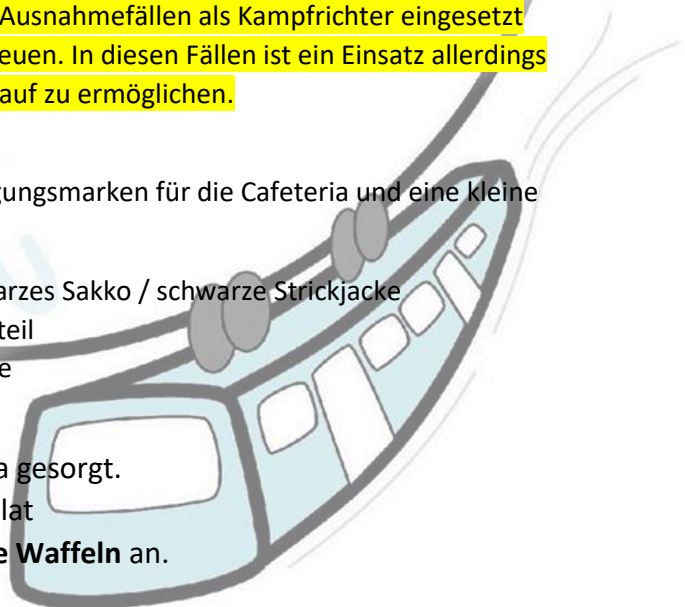 Ausnahmefällen als Kampfrichter eingesetzt
euen. In diesen Fällen ist ein Einsatz allerdings
auf zu ermöglichen.
gungsmarken für die Cafeteria und eine kleine
arzes Sakko / schwarze Strickjacke
teil
e
a gesorgt.
lat
e Waffeln an.